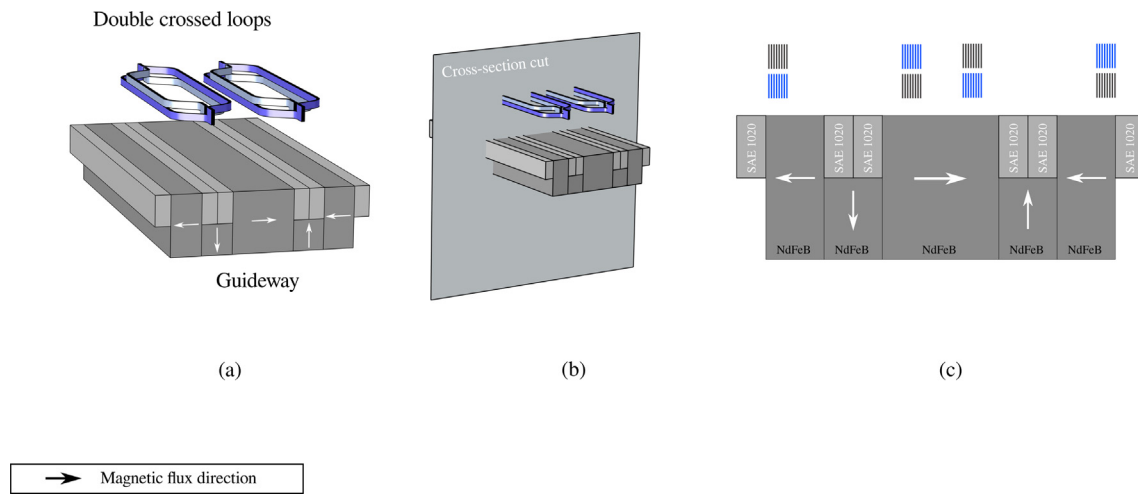 Double crossed loops
Guideway
(a)
Cross-section cut
(b)
SAE 1020
SAE 1020
SAE 1020
SAE 1020
SAE 1020
SAE 1020
NdFeB
NdFeB
NdFeB
NdFeB
NdFeB
(c)
Magnetic flux direction